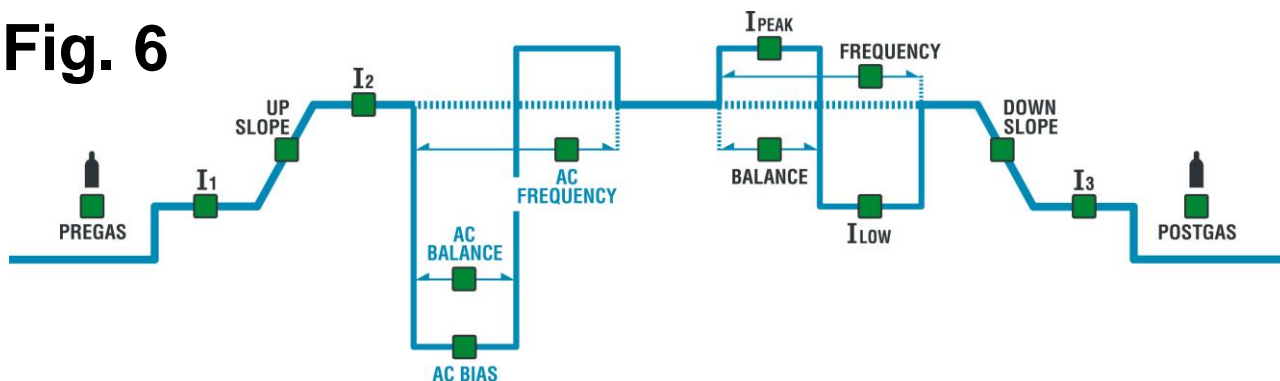 Fig. 6
PREGAS
I1
UP
SLOPE
I2
AC
BALANCE
AC BIAS
AC
FREQUENCY
IPEAK
FREQUENCY
BALANCE
ILOW
DOWN
SLOPE
I3
POSTGAS